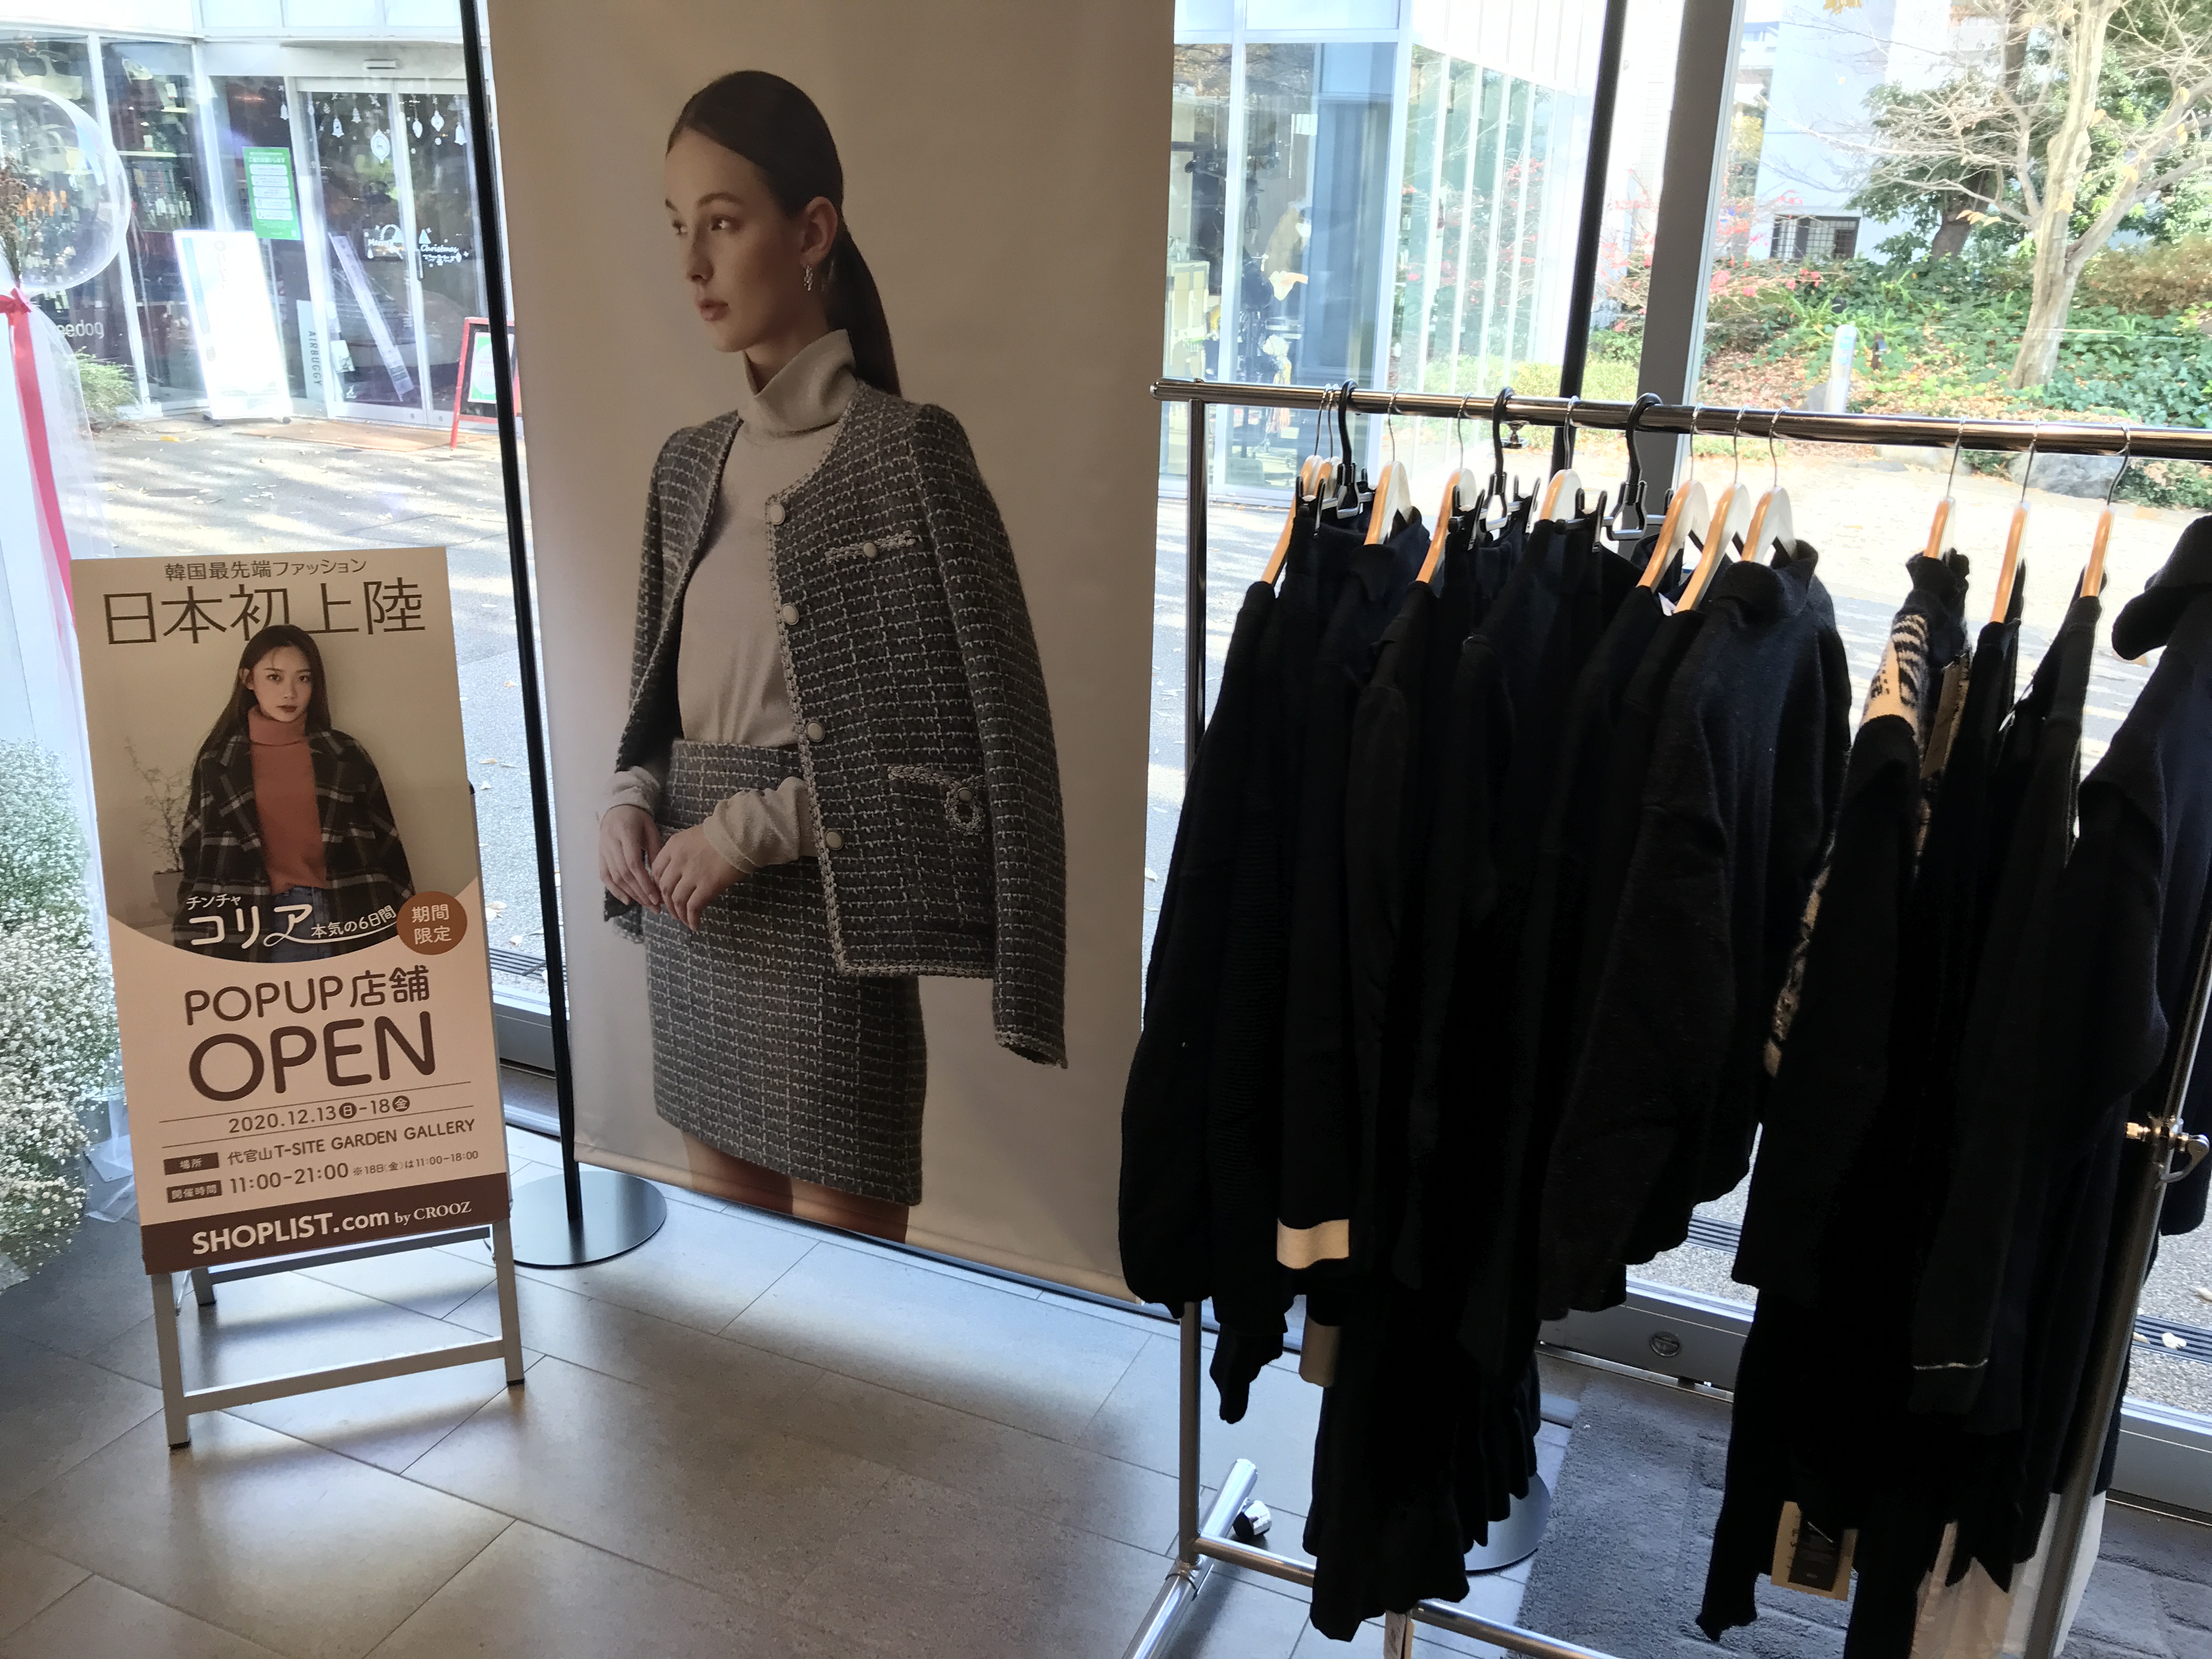 韓国最先端ファッション
日本初上陸
チンチャ
コリア 本気の6日間
期間
限定
POPUP店舗
OPEN
2020.12.13日-18金
場所 代官山T-SITE GARDEN GALLERY
開催時間 11:00-21:00 ※18日(金)は11:00-18:00
SHOPLIST.com by CROOZ
eedog
AIRBUGGY
Christmas